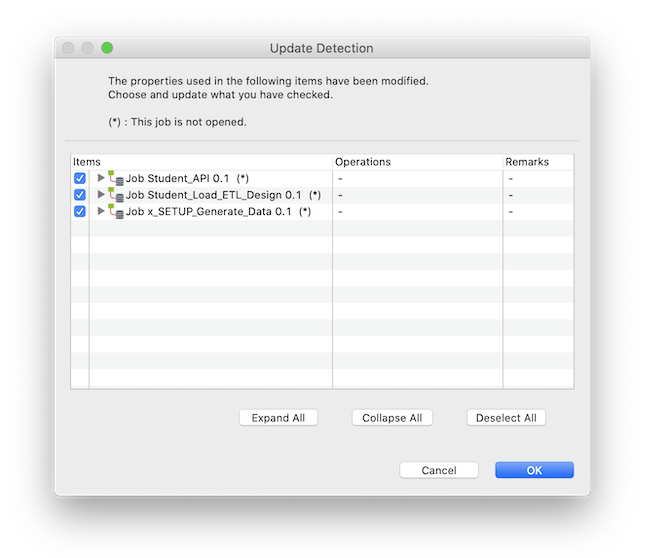 Update Detection
The properties used in the following items have been modified.
Choose and update what you have checked.
(*) : This job is not opened.
Items Operations Remarks
Job Student_API 0.1 (*) - -
Job Student_Load_ETL_Design 0.1 (*) - -
Job x_SETUP_Generate_Data 0.1 (*) - -
Expand All Collapse All Deselect All
Cancel OK